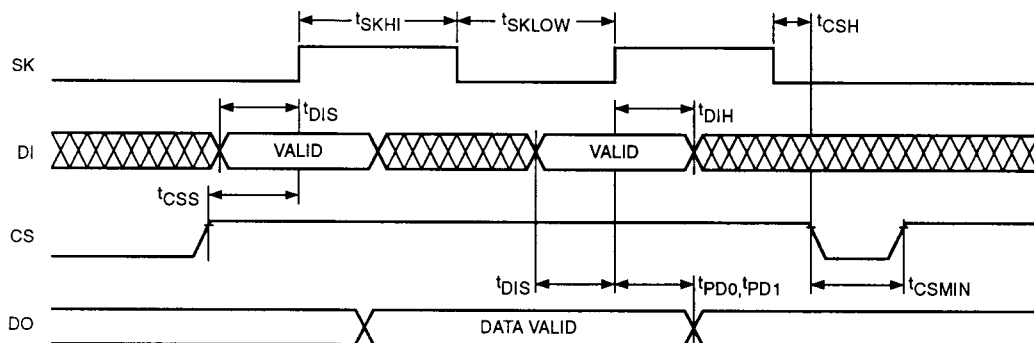 tSKHI tSKLOW tCSH
SK
tDIS tDIH
DI VALID VALID
tCSS
CS
tDIS tPD0,tPD1 tCSMIN
DO DATA VALID